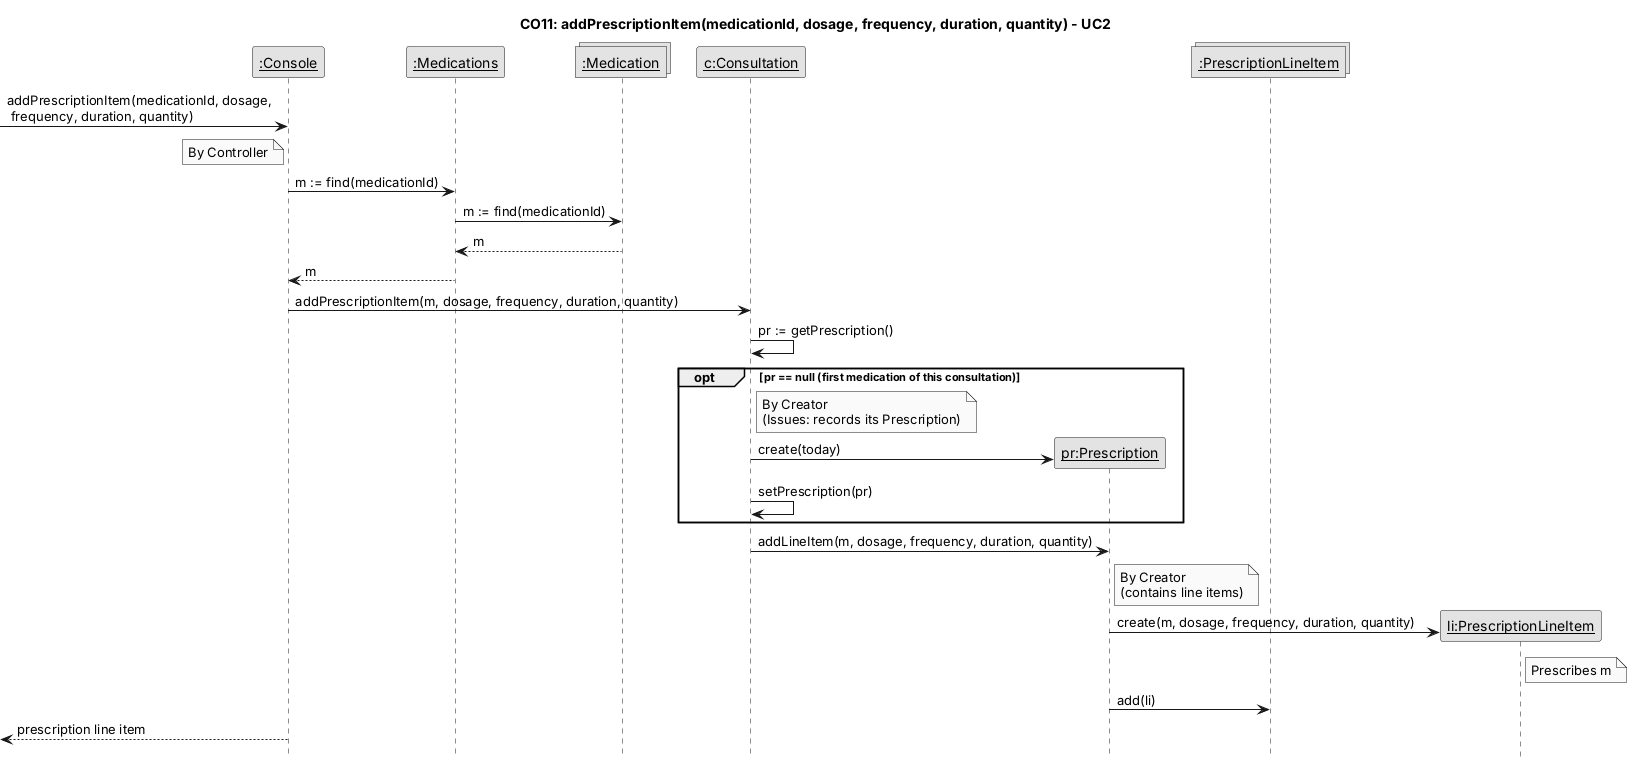 CO11: addPrescriptionItem(medicationId, dosage, frequency, duration, quantity) - UC2
:Console
:Medications
:Medication
c:Consultation
:PrescriptionLineItem
addPrescriptionItem(medicationId, dosage,
frequency, duration, quantity)
By Controller
m := find(medicationId)
m := find(medicationId)
m
m
addPrescriptionItem(m, dosage, frequency, duration, quantity)
pr := getPrescription()
opt
[pr == null (first medication of this consultation)]
By Creator
(Issues: records its Prescription)
create(today)
pr:Prescription
setPrescription(pr)
addLineItem(m, dosage, frequency, duration, quantity)
By Creator
(contains line items)
create(m, dosage, frequency, duration, quantity)
li:PrescriptionLineItem
Prescribes m
add(li)
prescription line item